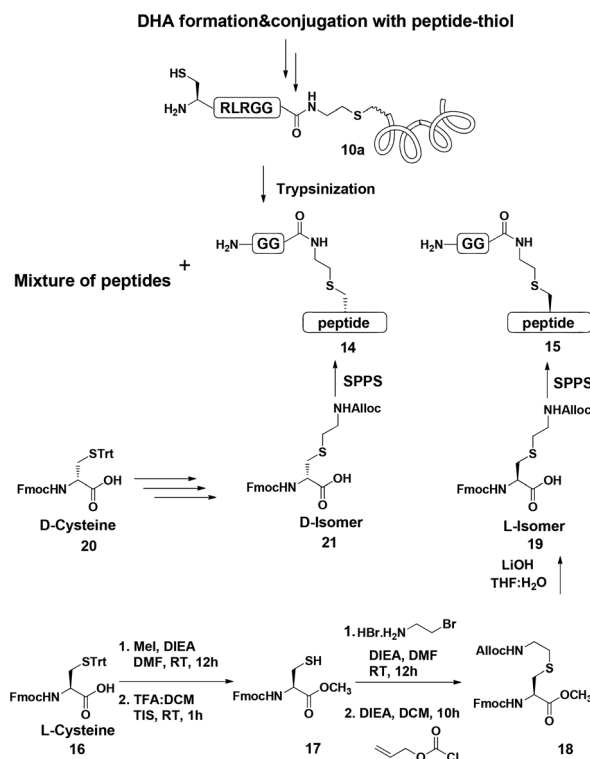 DHA formation&conjugation with peptide-thiol
HS
H₂N
RLRGG
O
H
N
S
10a
Trypsinization
Mixture of peptides
+
H₂N
GG
O
NH
S
peptide
14
SPPS
NHAlloc
S
FmocHN
OH
O
D-Isomer
21
H₂N
GG
O
NH
S
peptide
15
SPPS
NHAlloc
S
FmocHN
OH
O
L-Isomer
19
LiOH
THF:H₂O
STrt
FmocHN
OH
O
D-Cysteine
20
STrt
FmocHN
OH
O
L-Cysteine
16
1. MeI, DIEA
DMF, RT, 12h
2. TFA:DCM
TIS, RT, 1h
SH
FmocHN
OCH₃
O
17
1. HBr.H₂N
Br
DIEA, DMF
RT, 12h
2. DIEA, DCM, 10h
O
O
Cl
AllocHN
S
FmocHN
OCH₃
O
18